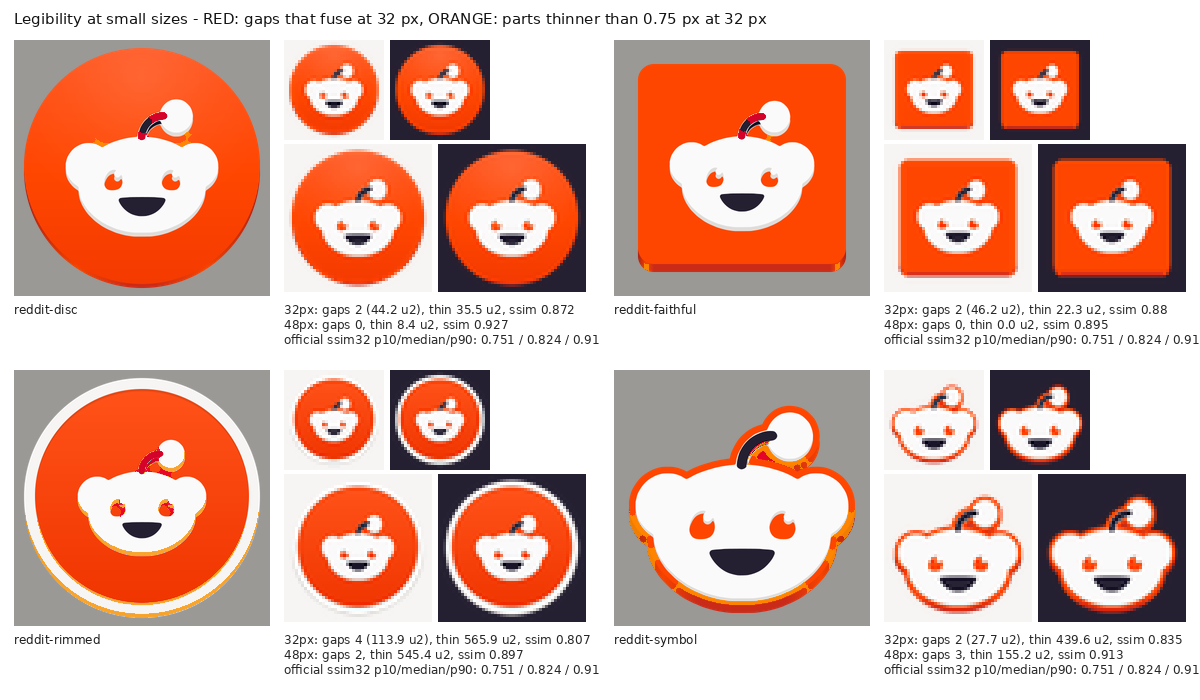 Legibility at small sizes - RED: gaps that fuse at 32 px, ORANGE: parts thinner than 0.75 px at 32 px
reddit-disc
32px: gaps 2 (44.2 u2), thin 35.5 u2, ssim 0.872
48px: gaps 0, thin 8.4 u2, ssim 0.927
official ssim32 p10/median/p90: 0.751 / 0.824 / 0.91
reddit-faithful
32px: gaps 2 (46.2 u2), thin 22.3 u2, ssim 0.88
48px: gaps 0, thin 0.0 u2, ssim 0.895
official ssim32 p10/median/p90: 0.751 / 0.824 / 0.91
reddit-rimmed
32px: gaps 4 (113.9 u2), thin 565.9 u2, ssim 0.807
48px: gaps 2, thin 545.4 u2, ssim 0.897
official ssim32 p10/median/p90: 0.751 / 0.824 / 0.91
reddit-symbol
32px: gaps 2 (27.7 u2), thin 439.6 u2, ssim 0.835
48px: gaps 3, thin 155.2 u2, ssim 0.913
official ssim32 p10/median/p90: 0.751 / 0.824 / 0.91